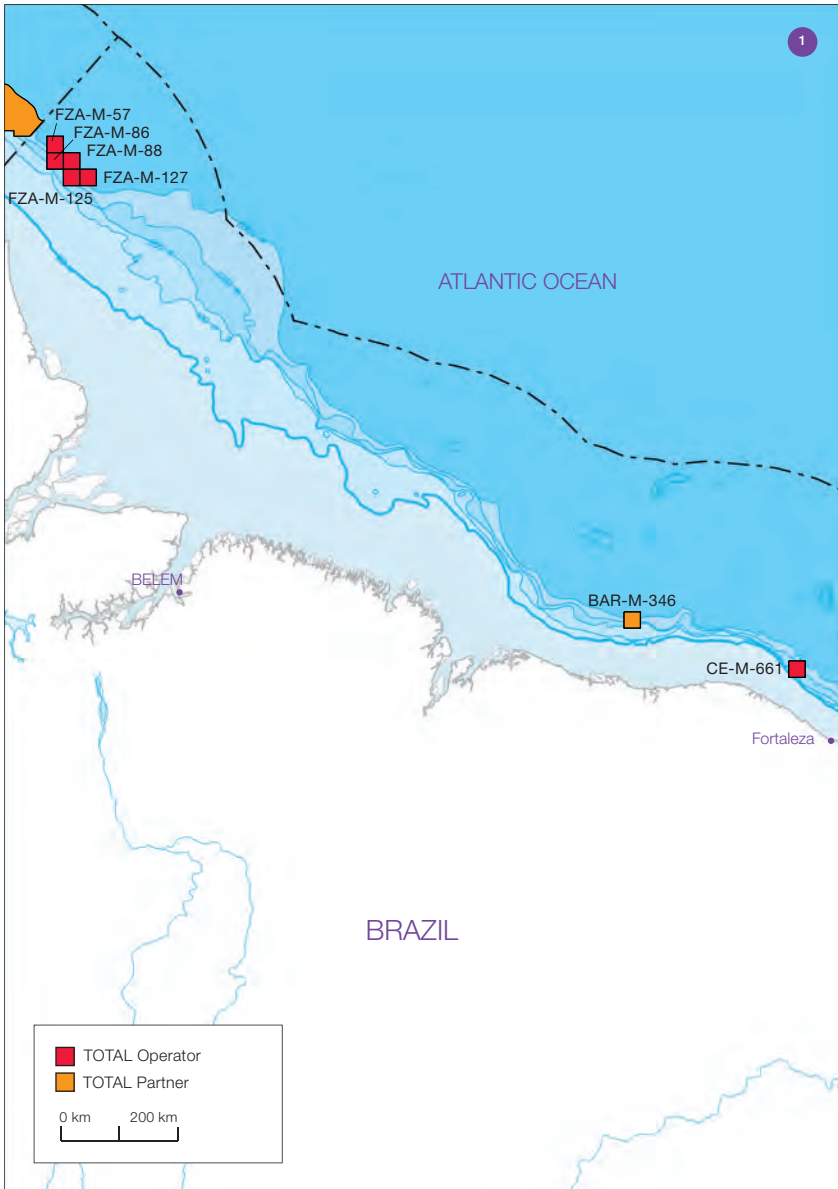 1
FZA-M-57
FZA-M-86
FZA-M-88
FZA-M-127
FZA-M-125
ATLANTIC OCEAN
BELEM
BAR-M-346
CE-M-661
Fortaleza
BRAZIL
TOTAL Operator
TOTAL Partner
0 km 200 km